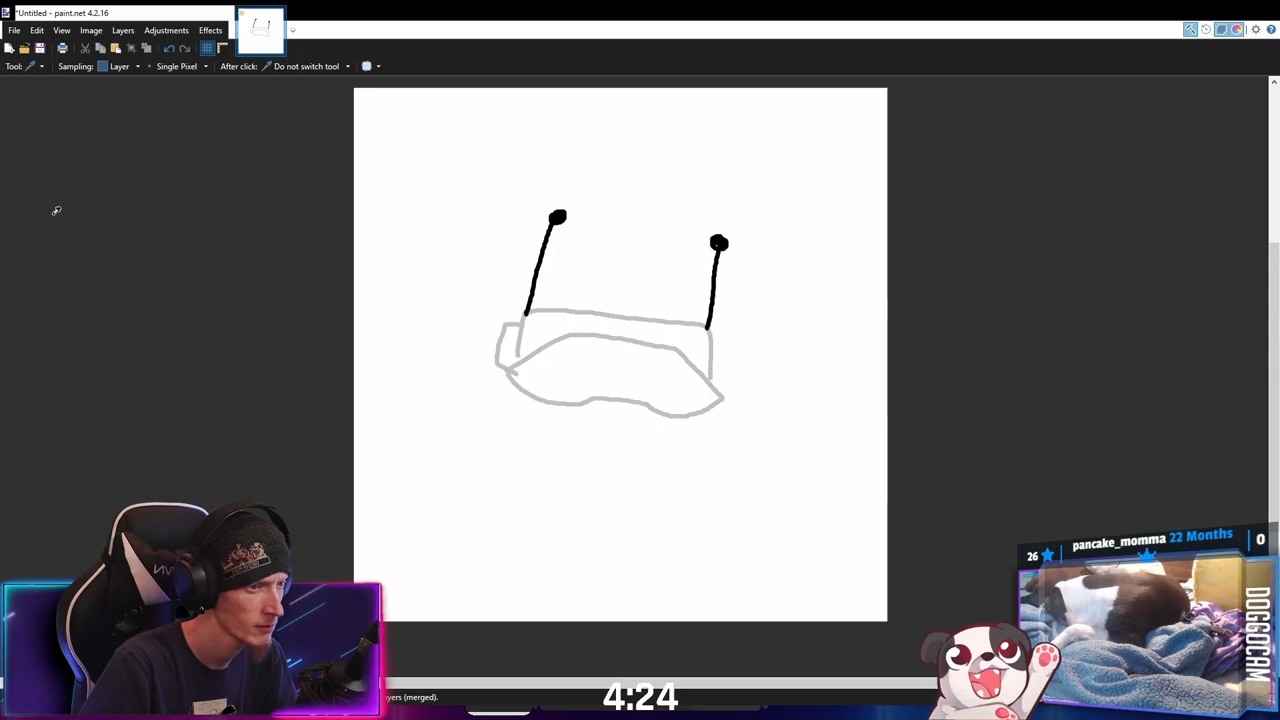 "Untitled - paint.net 4.2.16
File Edit View Image Layers Adjustments Effects
Tool: Sampling: Layer Single Pixel After click: Do not switch tool
26 pancake_momma 22 Months 0
DOGGOCAM
ayers (merged).
4:24